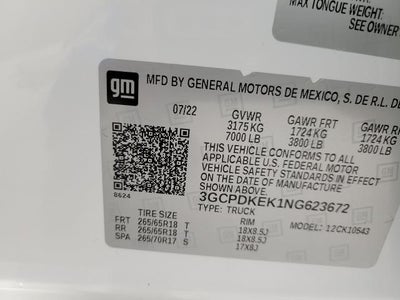 MAX TONGUE WEIGHT:
SEE OWNER
gm
MFD BY GENERAL MOTORS DE MEXICO, S. DE R.L. DE
07/22 GVWR GAWR FRT GAWR R
3175 KG 1724 KG 1724 KG
7000 LB 3800 LB 3800 LB
THIS VEHICLE CONFORMS TO ALL
APPLICABLE U.S. FEDERAL MOTOR
VEHICLE SAFETY STANDARDS IN
EFFECT ON THE DATE OF MANUFACTURE
SHOWN ABOVE
8624
3GCPDKEK1NG623672
TYPE: TRUCK MODEL: 12CK10543
TIRE SIZE RIM
FRT 265/65R18 T 18X8.5J
RR 265/65R18 T 18X8.5J
SPA 265/70R17 S 17X8J